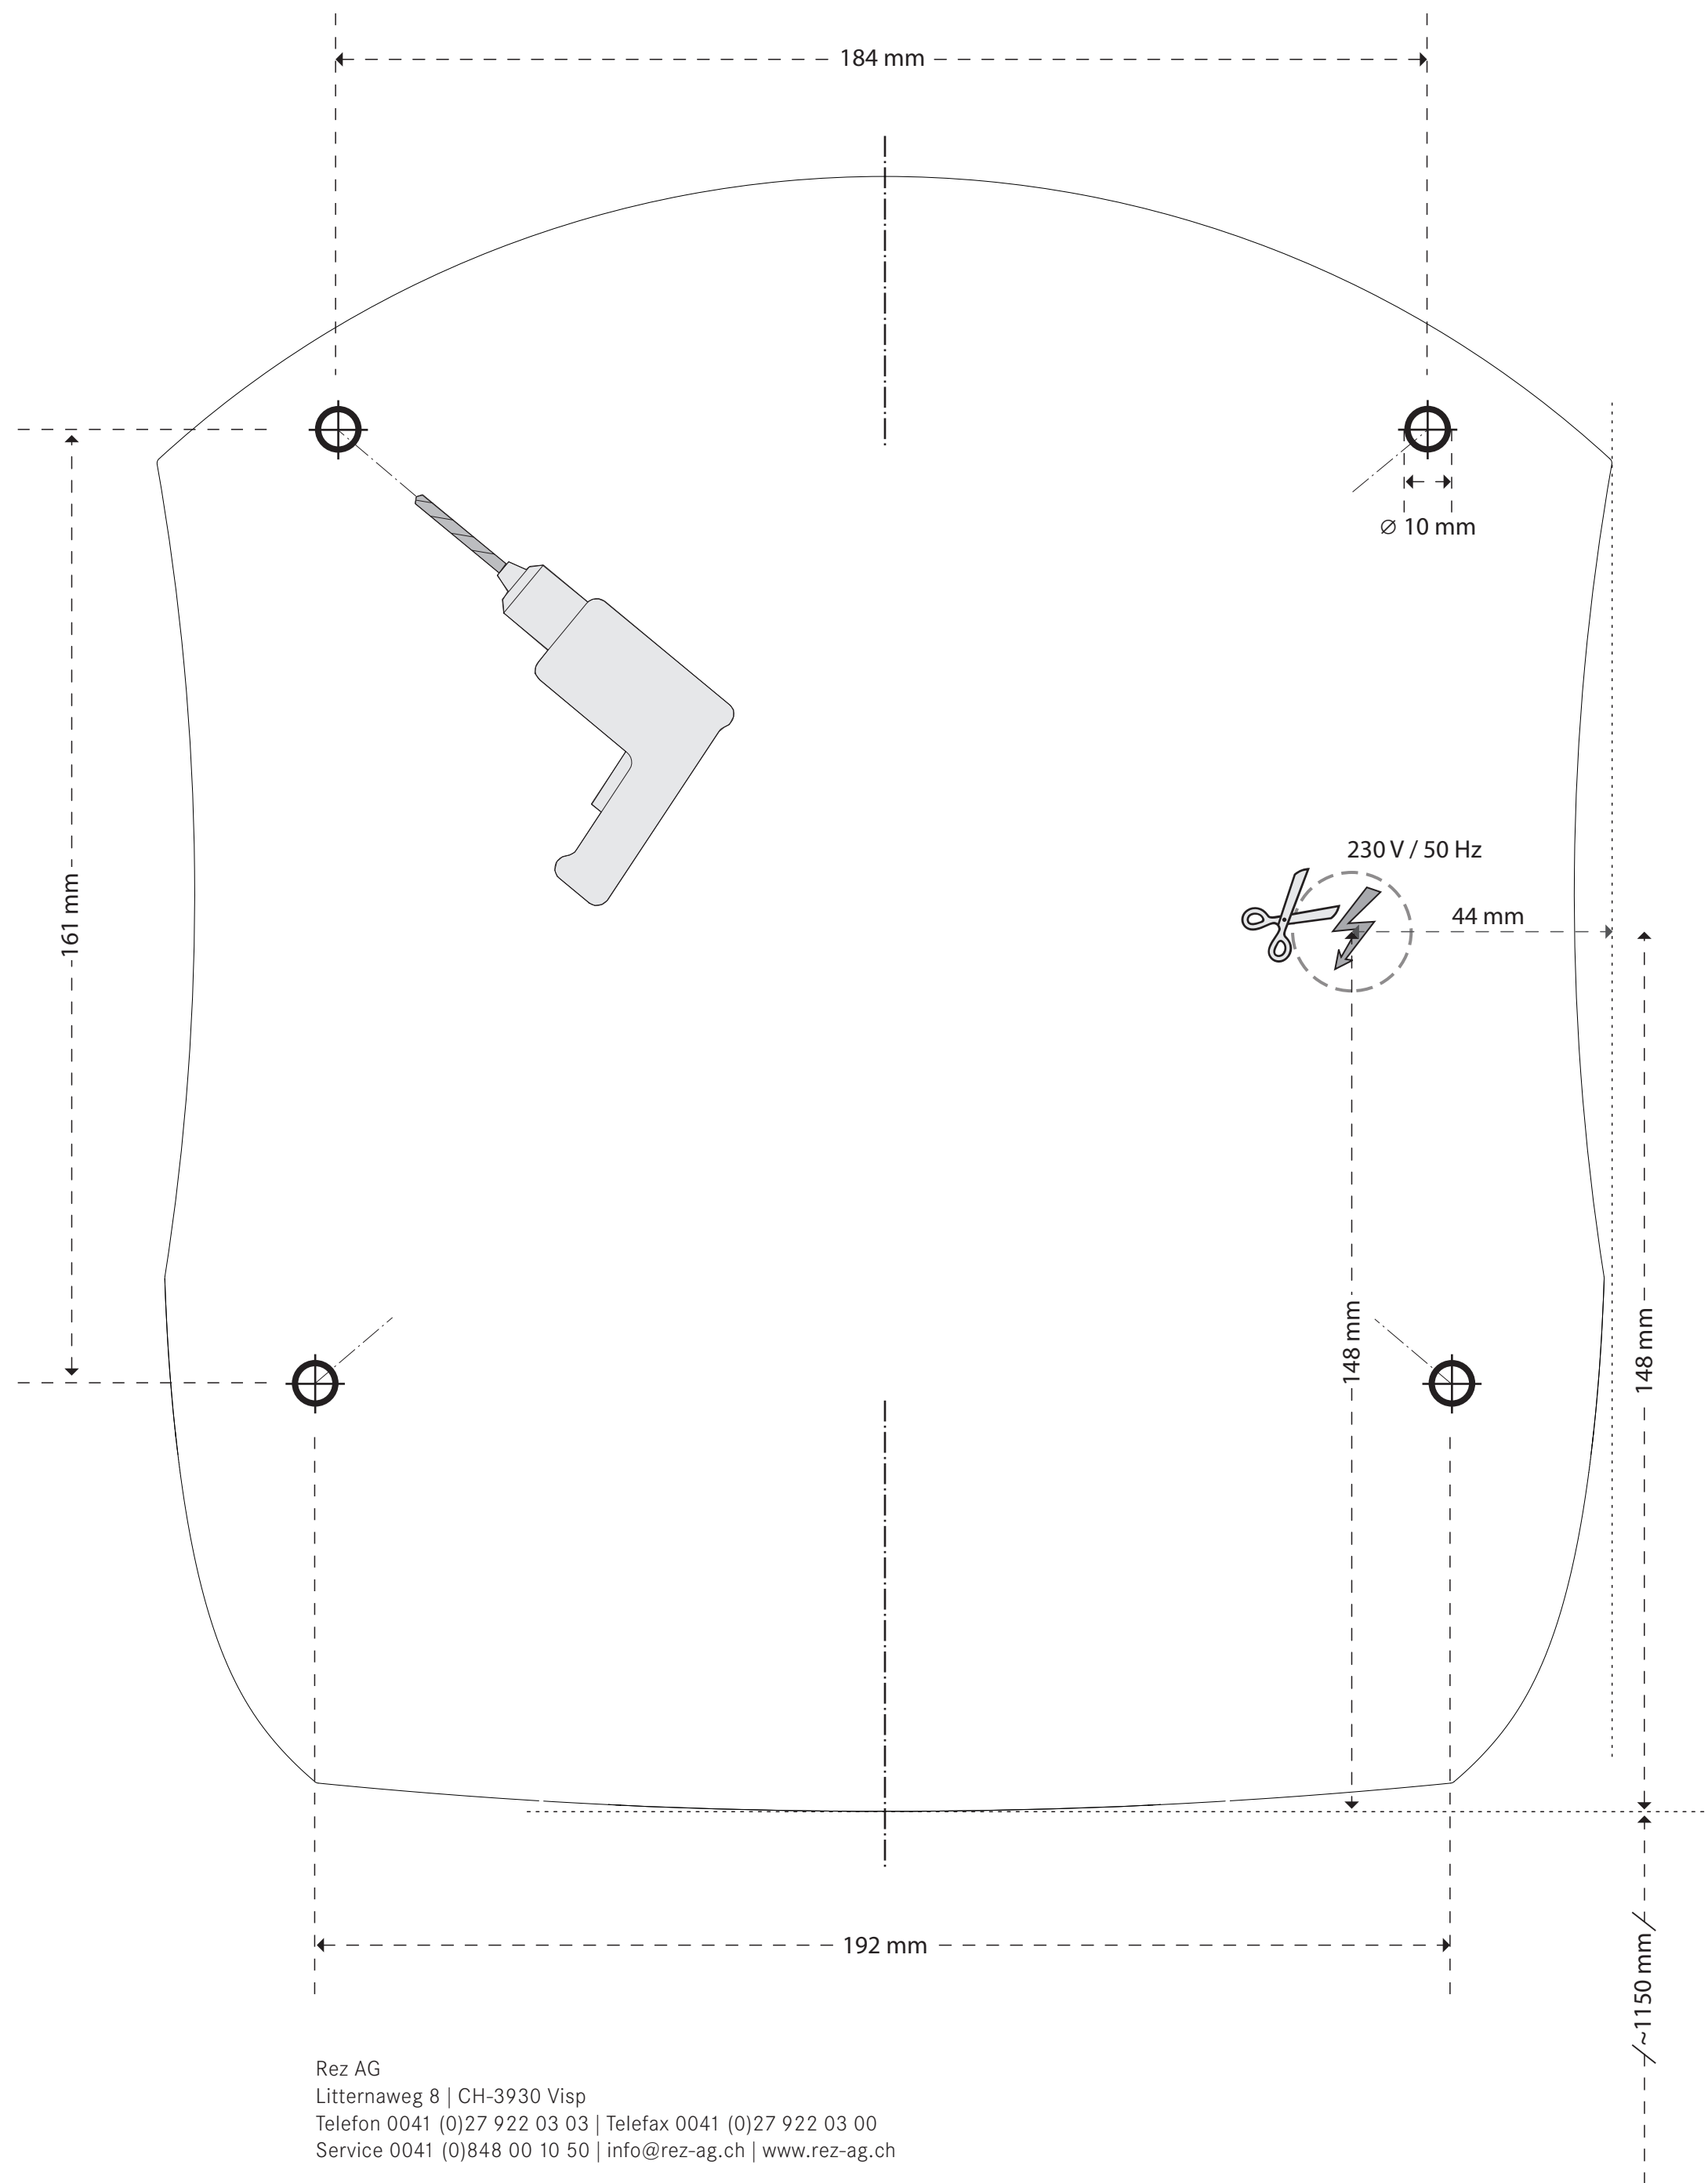 184 mm
⌀ 10 mm
230 V / 50 Hz
44 mm
161 mm
148 mm
148 mm
192 mm
~1150 mm
Rez AG
Litternaweg 8 | CH-3930 Visp
Telefon 0041 (0)27 922 03 03 | Telefax 0041 (0)27 922 03 00
Service 0041 (0)848 00 10 50 | info@rez-ag.ch | www.rez-ag.ch